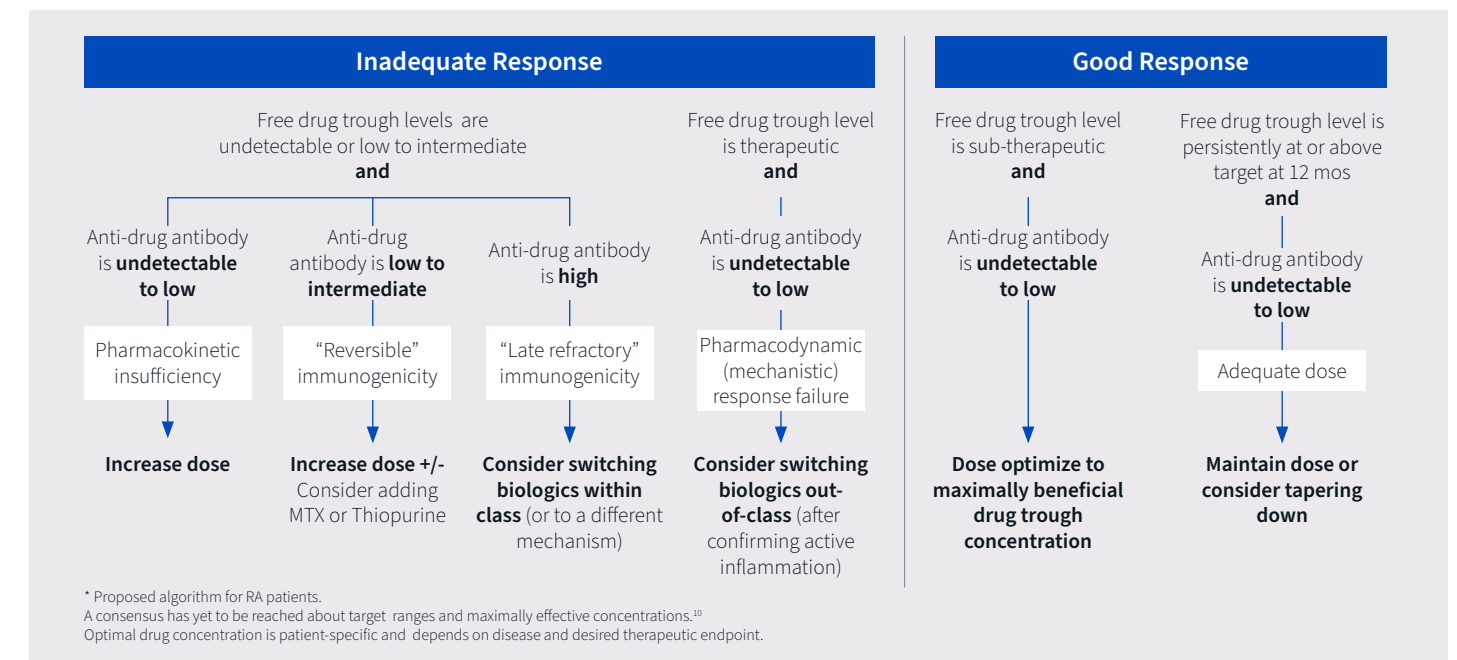 Inadequate Response
Free drug trough levels are
undetectable or low to intermediate
and
Anti-drug antibody
is undetectable
to low
Pharmacokinetic
insufficiency
Increase dose
Anti-drug
antibody is low to
intermediate
“Reversible”
immunogenicity
Increase dose +/-
Consider adding
MTX or Thiopurine
Anti-drug antibody
is high
“Late refractory”
immunogenicity
Consider switching
biologics within
class (or to a different
mechanism)
Free drug trough level
is therapeutic
and
Anti-drug antibody
is undetectable
to low
Pharmacodynamic
(mechanistic)
response failure
Consider switching
biologics out-
of-class (after
confirming active
inflammation)
Good Response
Free drug trough level
is sub-therapeutic
and
Anti-drug antibody
is undetectable
to low
Dose optimize to
maximally beneficial
drug trough
concentration
Free drug trough level is
persistently at or above
target at 12 mos
and
Anti-drug antibody
is undetectable
to low
Adequate dose
Maintain dose or
consider tapering
down
* Proposed algorithm for RA patients.
A consensus has yet to be reached about target ranges and maximally effective concentrations.¹⁰
Optimal drug concentration is patient-specific and depends on disease and desired therapeutic endpoint.